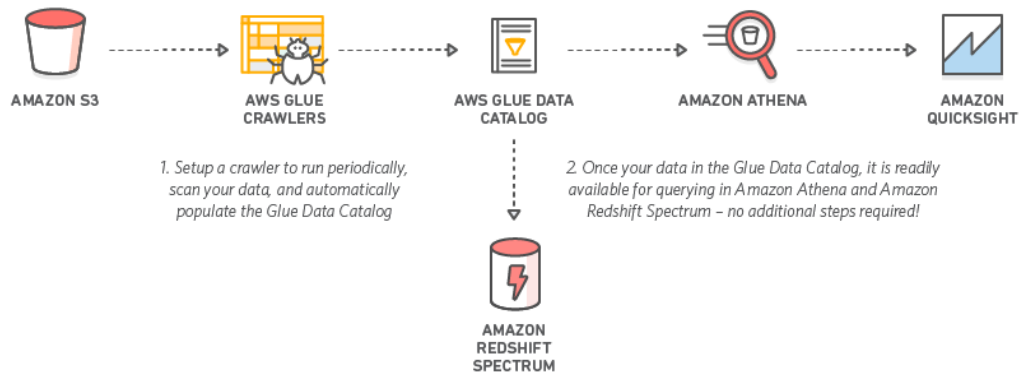 AMAZON S3
AWS GLUE
CRAWLERS
AWS GLUE DATA
CATALOG
AMAZON ATHENA
AMAZON
QUICKSIGHT
1. Setup a crawler to run periodically,
scan your data, and automatically
populate the Glue Data Catalog
2. Once your data in the Glue Data Catalog, it is readily
available for querying in Amazon Athena and Amazon
Redshift Spectrum – no additional steps required!
AMAZON
REDSHIFT
SPECTRUM